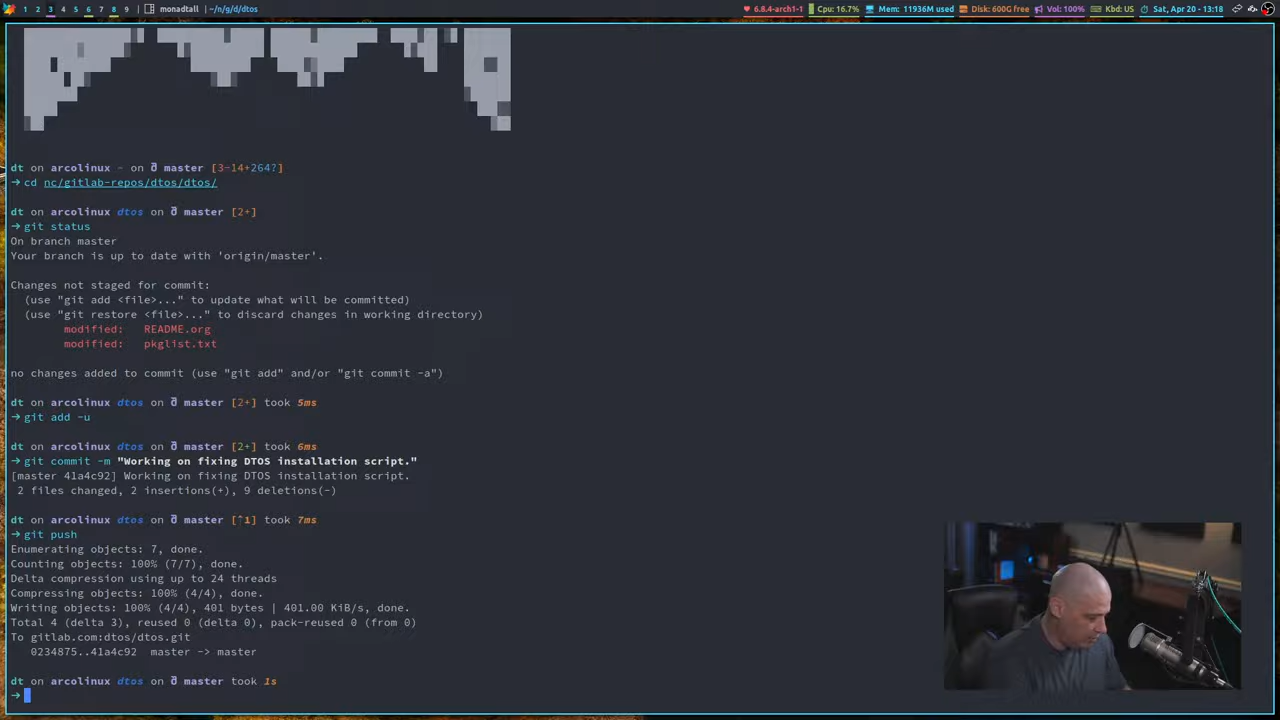 1 2 3 4 5 6 7 8 9 monadtall ~/n/g/d/dtos 6.8.4-arch1-1 Cpu: 16.7% Mem: 11936M used Disk: 600G free Vol: 100% Kbd: US Sat, Apr 20 - 13:18
dt on arcolinux ~ on master [3-14+264?]
→ cd nc/gitlab-repos/dtos/dtos/
dt on arcolinux dtos on master [2+]
→ git status
On branch master
Your branch is up to date with 'origin/master'.
Changes not staged for commit:
(use "git add <file>..." to update what will be committed)
(use "git restore <file>..." to discard changes in working directory)
modified: README.org
modified: pkglist.txt
no changes added to commit (use "git add" and/or "git commit -a")
dt on arcolinux dtos on master [2+] took 5ms
→ git add -u
dt on arcolinux dtos on master [2+] took 6ms
→ git commit -m "Working on fixing DTOS installation script."
[master 41a4c92] Working on fixing DTOS installation script.
2 files changed, 2 insertions(+), 9 deletions(-)
dt on arcolinux dtos on master [^1] took 7ms
→ git push
Enumerating objects: 7, done.
Counting objects: 100% (7/7), done.
Delta compression using up to 24 threads
Compressing objects: 100% (4/4), done.
Writing objects: 100% (4/4), 401 bytes | 401.00 KiB/s, done.
Total 4 (delta 3), reused 0 (delta 0), pack-reused 0 (from 0)
To gitlab.com:dtos/dtos.git
0234875..41a4c92 master -> master
dt on arcolinux dtos on master took 1s
→